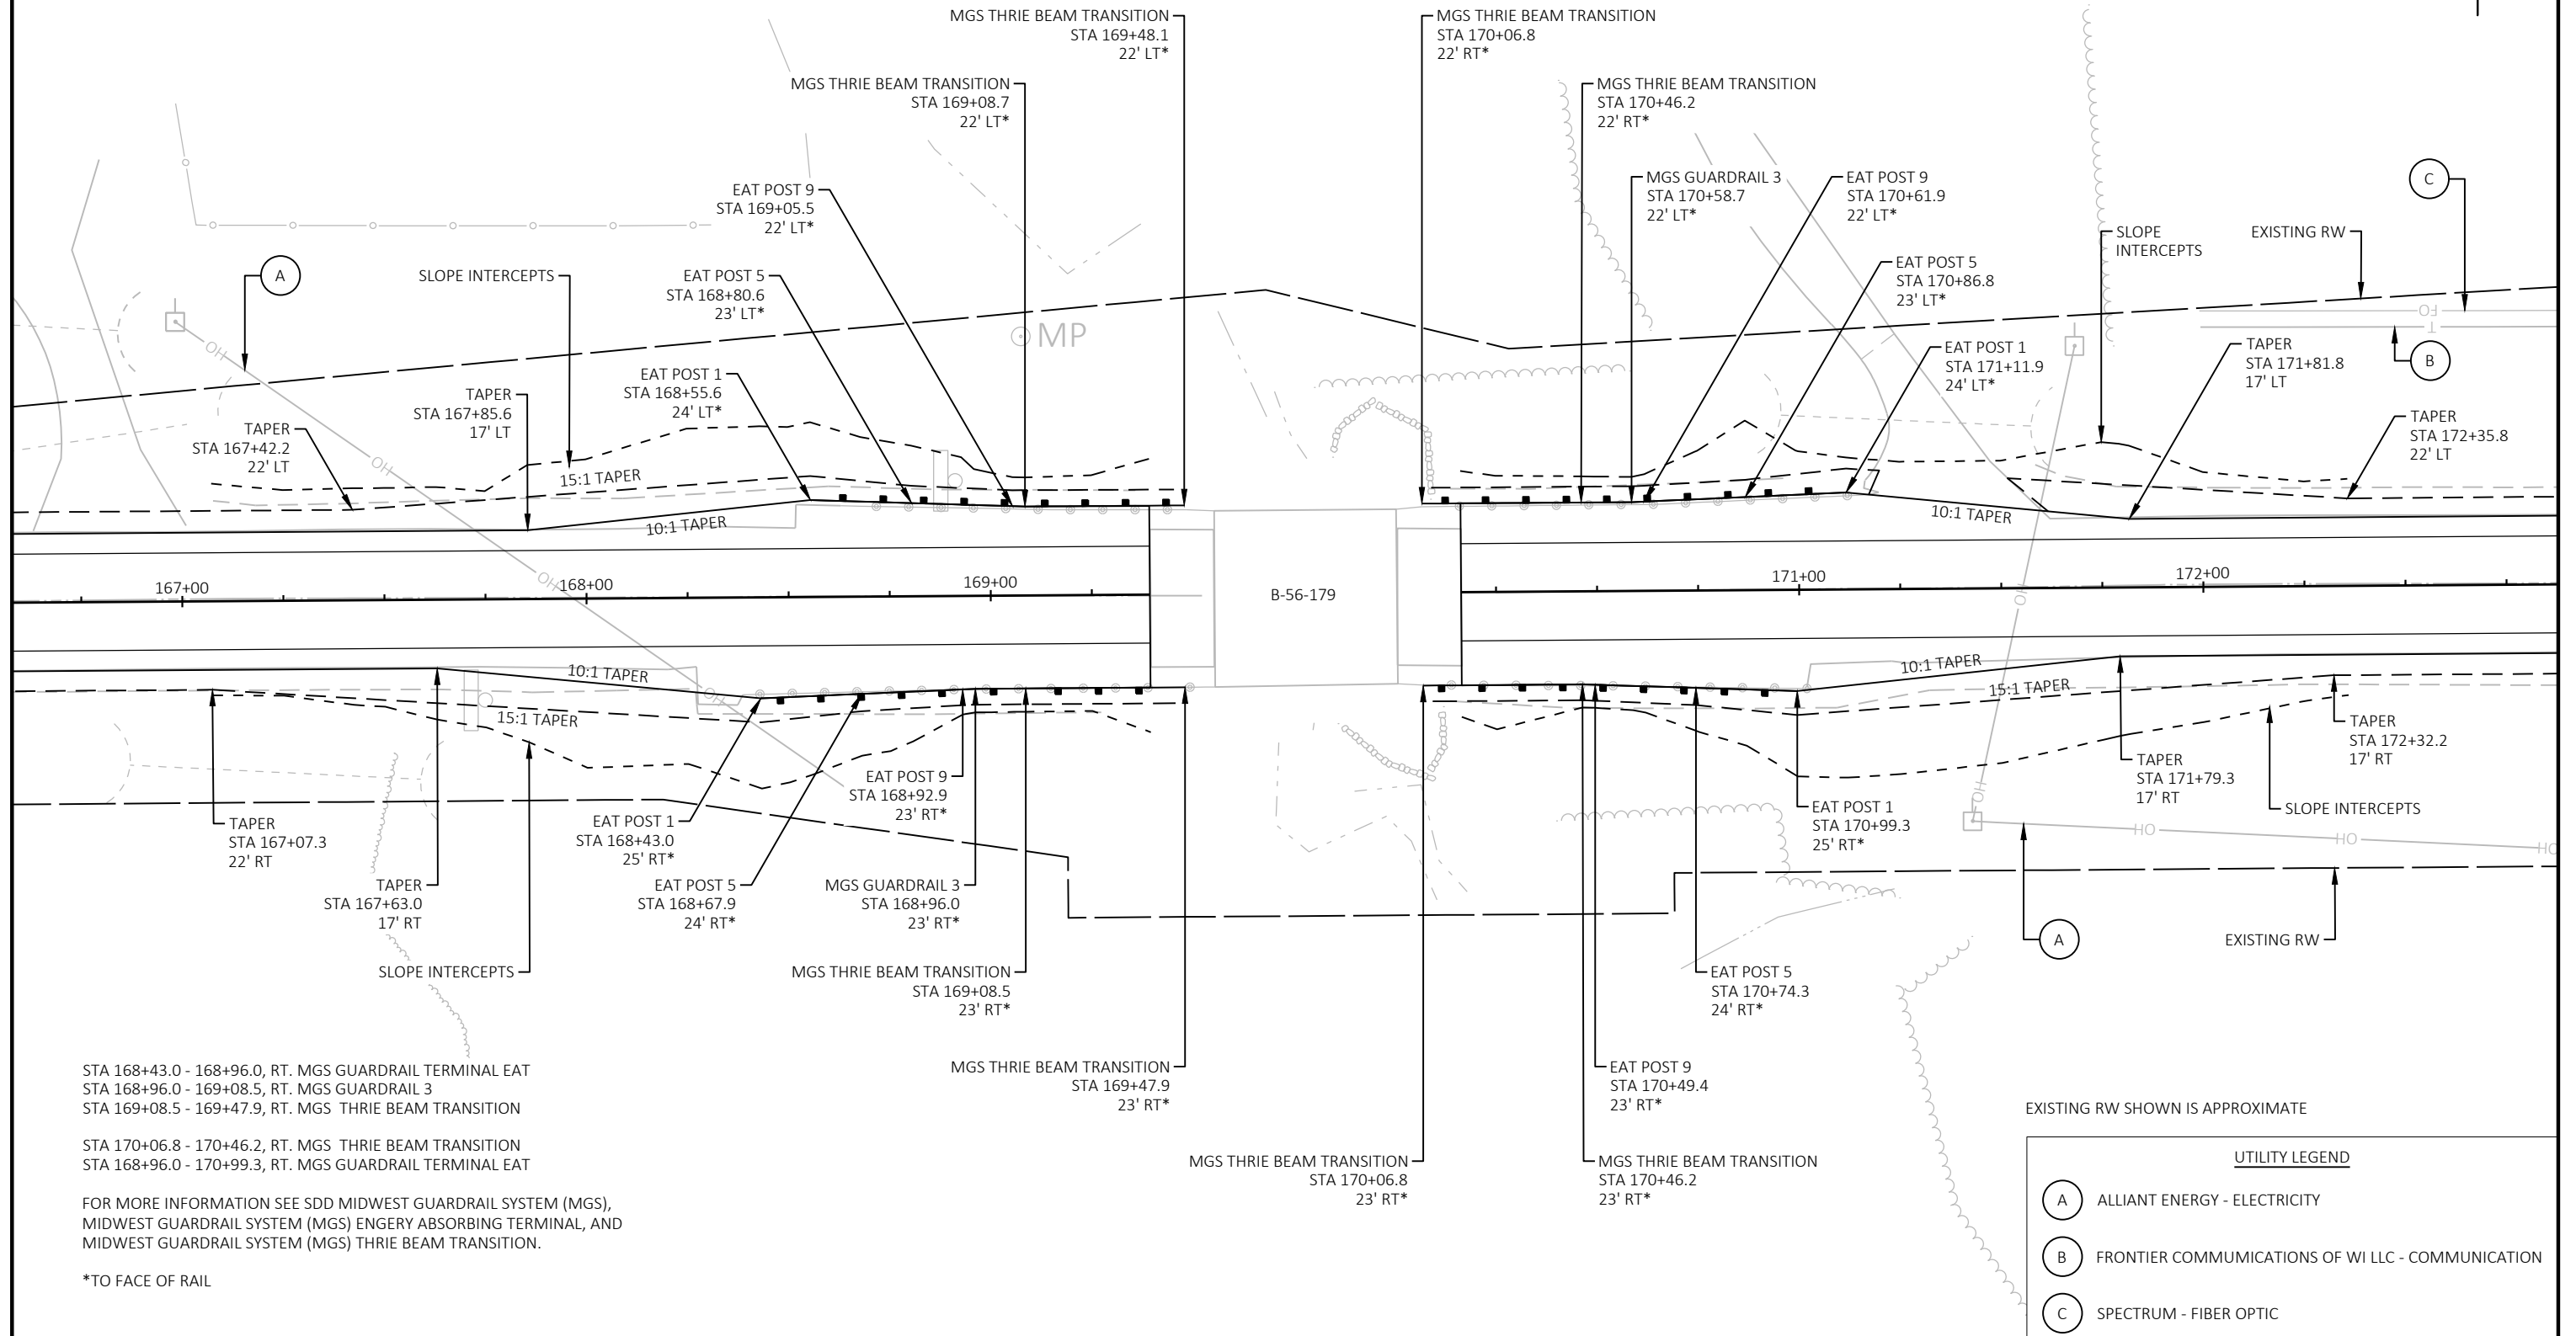 MGS THRIE BEAM TRANSITION
STA 169+48.1
22' LT*
MGS THRIE BEAM TRANSITION
STA 170+06.8
22' RT*
MGS THRIE BEAM TRANSITION
STA 169+08.7
22' LT*
MGS THRIE BEAM TRANSITION
STA 170+46.2
22' RT*
EAT POST 9
STA 169+05.5
22' LT*
MGS GUARDRAIL 3
STA 170+58.7
22' LT*
EAT POST 9
STA 170+61.9
22' LT*
C
A
SLOPE INTERCEPTS
EAT POST 5
STA 168+80.6
23' LT*
EAT POST 5
STA 170+86.8
23' LT*
SLOPE
INTERCEPTS
EXISTING RW
FO
T
B
OH
MP
TAPER
STA 167+42.2
22' LT
TAPER
STA 167+85.6
17' LT
EAT POST 1
STA 168+55.6
24' LT*
EAT POST 1
STA 171+11.9
24' LT*
TAPER
STA 171+81.8
17' LT
TAPER
STA 172+35.8
22' LT
OH
15:1 TAPER
10:1 TAPER
10:1 TAPER
OH
167+00
168+00
169+00
B-56-179
171+00
172+00
OH
10:1 TAPER
15:1 TAPER
OH
10:1 TAPER
15:1 TAPER
TAPER
STA 167+07.3
22' RT
TAPER
STA 167+63.0
17' RT
SLOPE INTERCEPTS
EAT POST 1
STA 168+43.0
25' RT*
EAT POST 5
STA 168+67.9
24' RT*
EAT POST 9
STA 168+92.9
23' RT*
MGS GUARDRAIL 3
STA 168+96.0
23' RT*
MGS THRIE BEAM TRANSITION
STA 169+08.5
23' RT*
MGS THRIE BEAM TRANSITION
STA 169+47.9
23' RT*
MGS THRIE BEAM TRANSITION
STA 170+06.8
23' RT*
MGS THRIE BEAM TRANSITION
STA 170+46.2
23' RT*
EAT POST 9
STA 170+49.4
23' RT*
EAT POST 5
STA 170+74.3
24' RT*
EAT POST 1
STA 170+99.3
25' RT*
TAPER
STA 171+79.3
17' RT
TAPER
STA 172+32.2
17' RT
SLOPE INTERCEPTS
OH
OH
OH
OH
A
EXISTING RW
STA 168+43.0 - 168+96.0, RT. MGS GUARDRAIL TERMINAL EAT
STA 168+96.0 - 169+08.5, RT. MGS GUARDRAIL 3
STA 169+08.5 - 169+47.9, RT. MGS THRIE BEAM TRANSITION
STA 170+06.8 - 170+46.2, RT. MGS THRIE BEAM TRANSITION
STA 168+96.0 - 170+99.3, RT. MGS GUARDRAIL TERMINAL EAT
FOR MORE INFORMATION SEE SDD MIDWEST GUARDRAIL SYSTEM (MGS),
MIDWEST GUARDRAIL SYSTEM (MGS) ENGERY ABSORBING TERMINAL, AND
MIDWEST GUARDRAIL SYSTEM (MGS) THRIE BEAM TRANSITION.
*TO FACE OF RAIL
EXISTING RW SHOWN IS APPROXIMATE
UTILITY LEGEND
A ALLIANT ENERGY - ELECTRICITY
B FRONTIER COMMUMICATIONS OF WI LLC - COMMUNICATION
C SPECTRUM - FIBER OPTIC